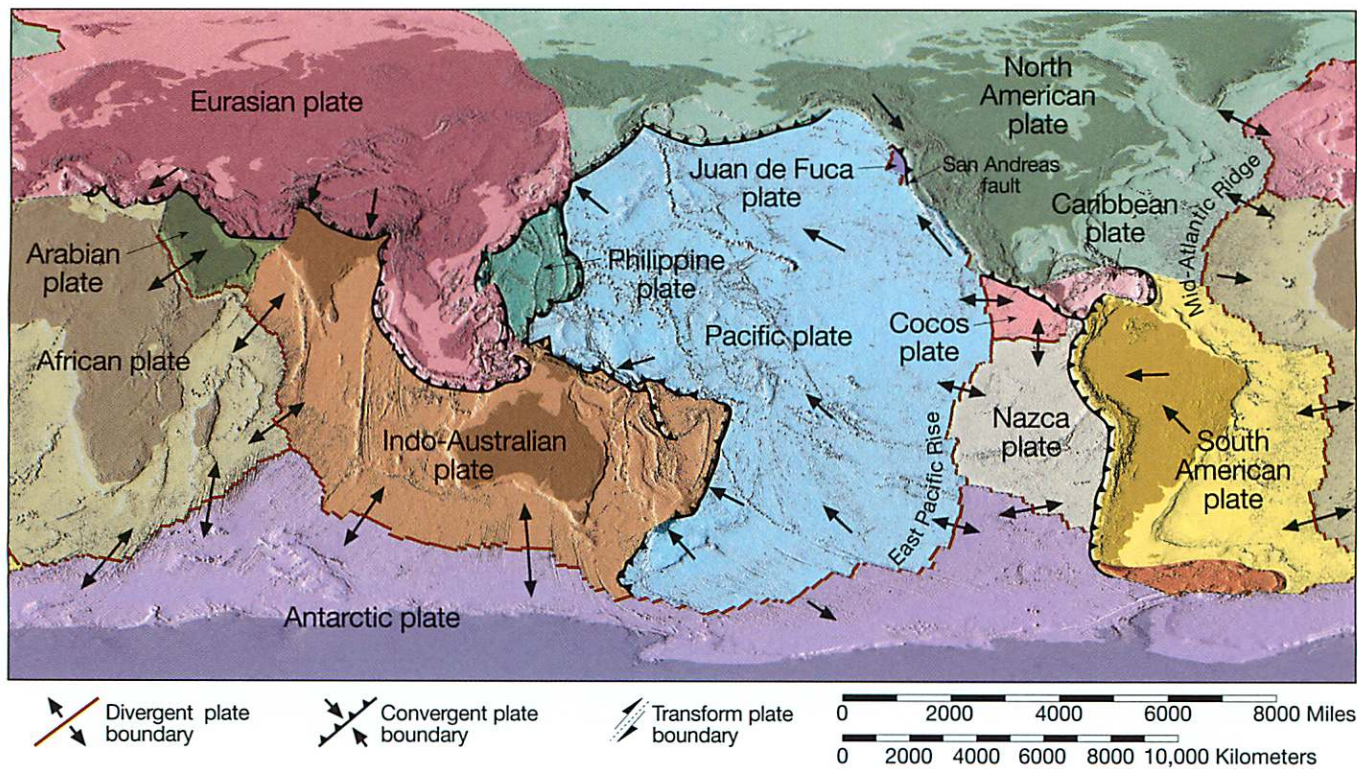 Eurasian plate
North
American
plate
Juan de Fuca
plate
San Andreas
fault
Mid-Atlantic Ridge
Caribbean
plate
Arabian
plate
Philippine
plate
African plate
Pacific plate
Cocos
plate
Indo-Australian
plate
Nazca
plate
South
American
plate
East Pacific Rise
Antarctic plate
Divergent plate
boundary
Convergent plate
boundary
Transform plate
boundary
0 2000 4000 6000 8000 Miles
0 2000 4000 6000 8000 10,000 Kilometers